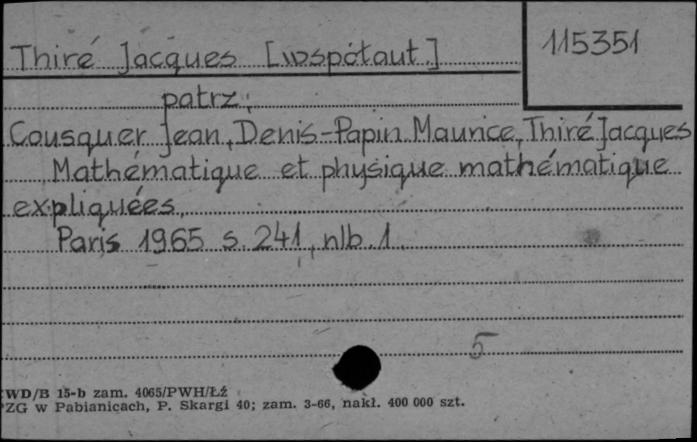 Thiré Jacques [współaut.]
115351
patrz:
Cousquer Jean, Denis-Papin Maurice, Thiré Jacques
Mathématique et physique mathématique
expliquées.
Paris 1965 s. 241, nlb. 1.
5
WD/B 15-b zam. 4065/PWH/Łź
PZG w Pabianicach, P. Skargi 40; zam. 3-66, nakł. 400 000 szt.